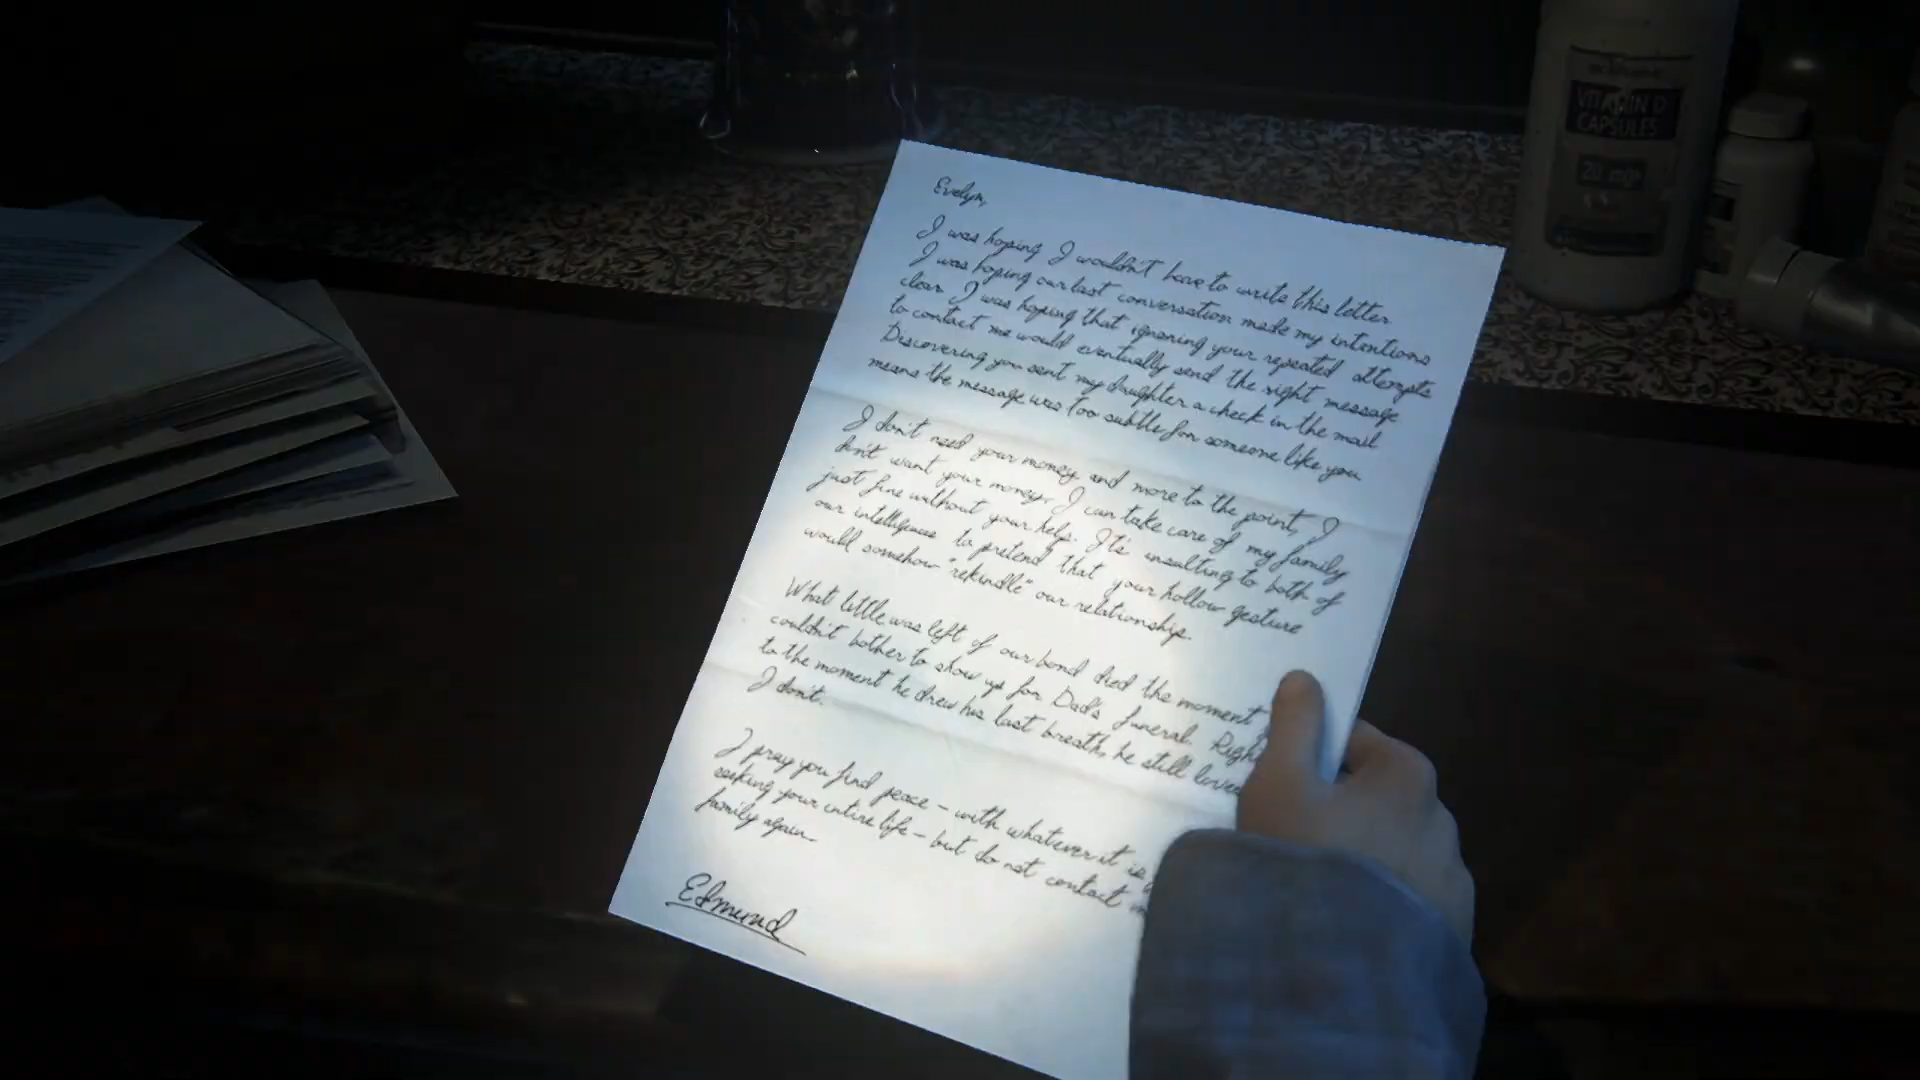 Evelyn,
I was hoping I wouldn't have to write this letter.
I was hoping our last conversation made my intentions
clear. I was hoping that ignoring your repeated attempts
to contact me would eventually send the right message.
Discovering you sent my daughter a check in the mail
means the message was too subtle for someone like you.
I don't need your money, and more to the point, I
don't want your money. I can take care of my family
just fine without your help. It's insulting to both of
our intelligences to pretend that your hollow gesture
would somehow "rekindle" our relationship.
What little was left of our bond died the moment
couldn't bother to show up for Dad's funeral. Right
to the moment he drew his last breath, he still loved
I don't.
I pray you find peace - with whatever it is
seeking your entire life - but do not contact
family again.
Edmund
VITAMIN D
CAPSULES
20 mg